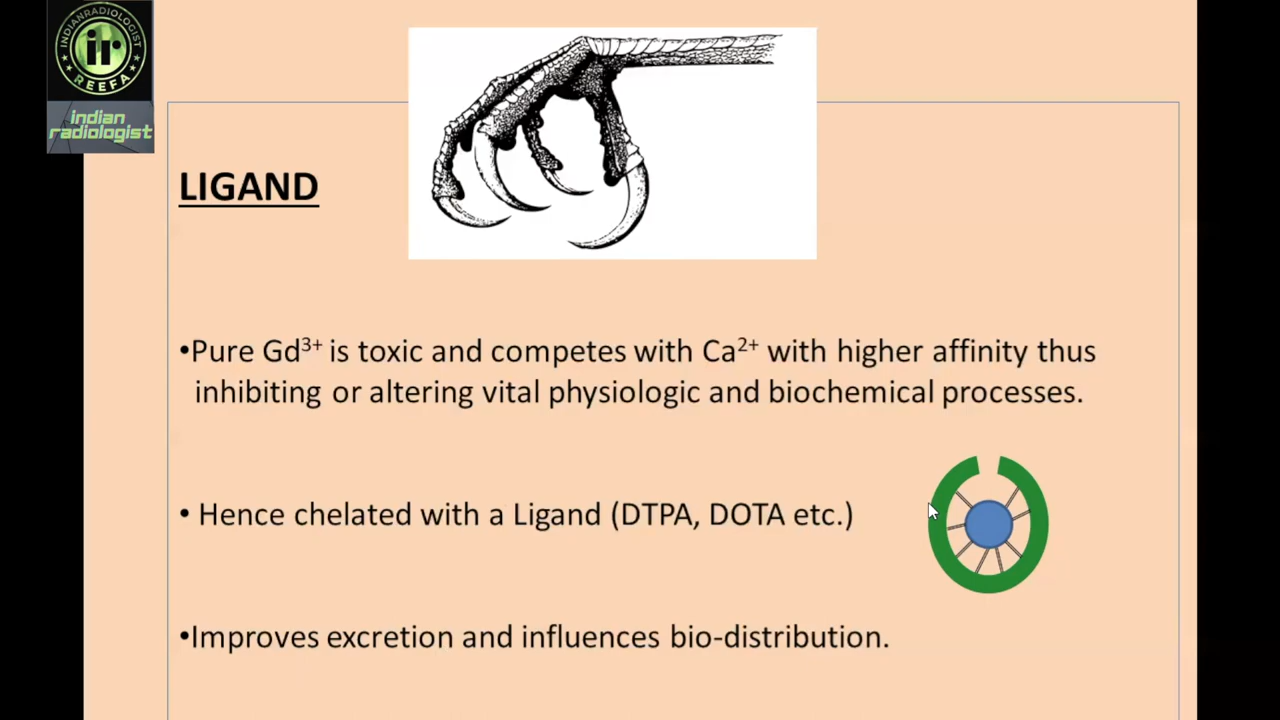 INDIANRADIOLOGIST
ir
REEFA
indian
radiologist
LIGAND
•Pure Gd³⁺ is toxic and competes with Ca²⁺ with higher affinity thus
inhibiting or altering vital physiologic and biochemical processes.
• Hence chelated with a Ligand (DTPA, DOTA etc.)
•Improves excretion and influences bio-distribution.